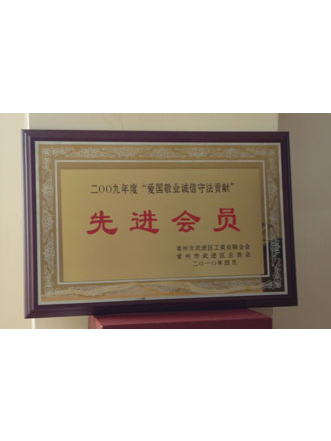 二〇〇九年度“爱国敬业诚信守法贡献”
先进会员
常州市武进区工商业联合会
常州市武进区总商会
二〇一〇年四月